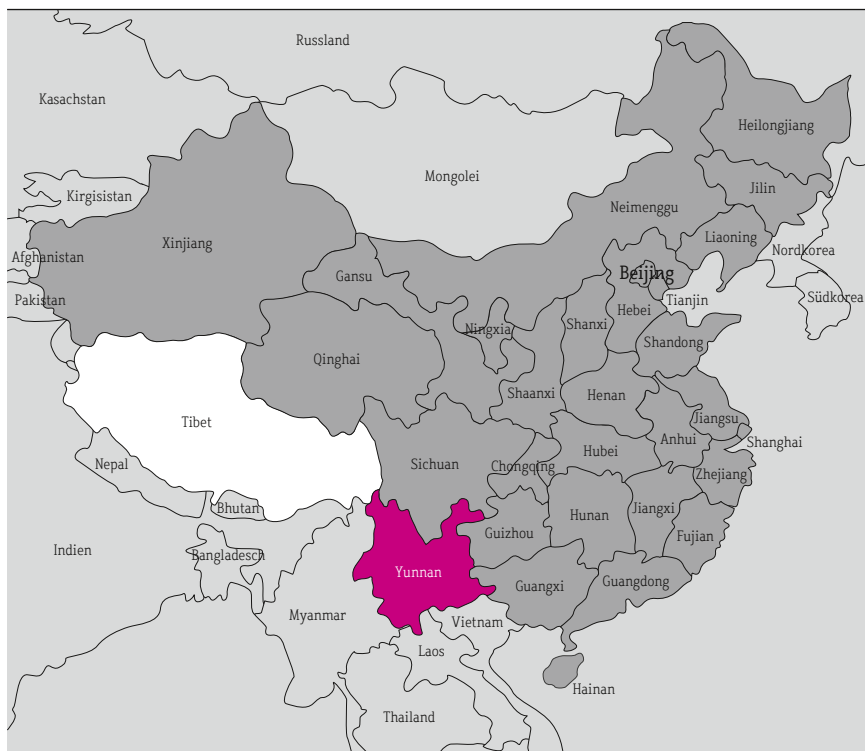 Russland
Kasachstan
Heilongjiang
Mongolei
Kirgisistan
Jilin
Neimenggu
Xinjiang
Liaoning
Afghanistan
Nordkorea
Gansu
Beijing
Pakistan
Tianjin
Südkorea
Hebei
Ningxia
Shanxi
Shandong
Qinghai
Shaanxi
Henan
Tibet
Jiangsu
Anhui
Shanghai
Hubei
Nepal
Sichuan
Chongqing
Zhejiang
Bhutan
Hunan
Jiangxi
Guizhou
Fujian
Indien
Bangladesch
Yunnan
Guangxi
Guangdong
Myanmar
Vietnam
Laos
Hainan
Thailand